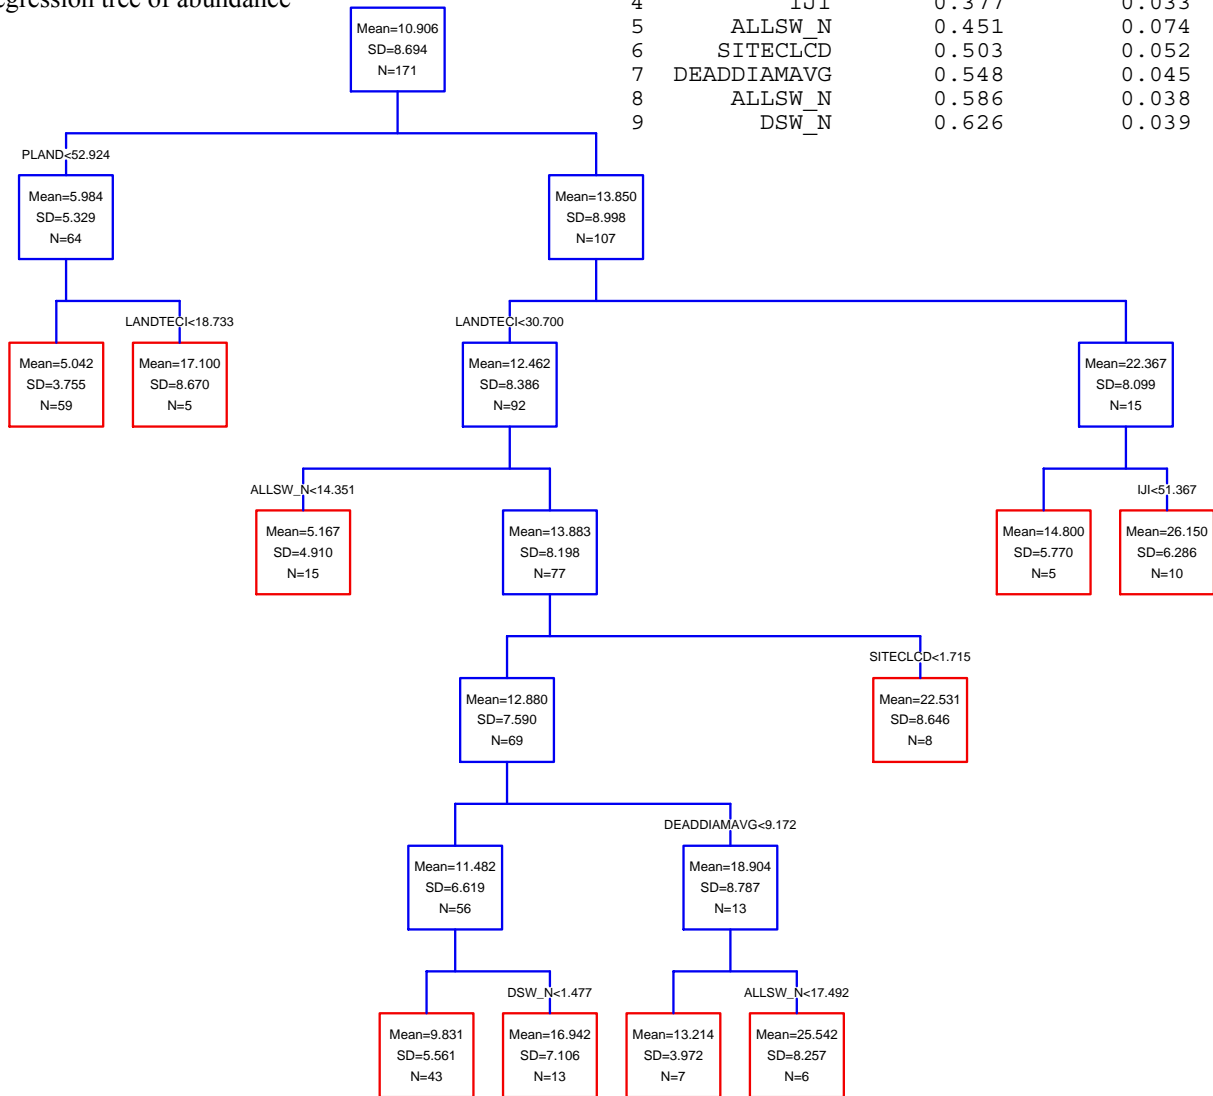 egression tree of abundance
4 IJI 0.377 0.033
5 ALLSW_N 0.451 0.074
6 SITECLCD 0.503 0.052
7 DEADDIAMAVG 0.548 0.045
8 ALLSW_N 0.586 0.038
9 DSW_N 0.626 0.039
Mean=10.906
SD=8.694
N=171
PLAND<52.924
Mean=5.984
SD=5.329
N=64
Mean=13.850
SD=8.998
N=107
LANDTECI<18.733
LANDTECI<30.700
Mean=5.042
SD=3.755
N=59
Mean=17.100
SD=8.670
N=5
Mean=12.462
SD=8.386
N=92
Mean=22.367
SD=8.099
N=15
ALLSW_N<14.351
IJI<51.367
Mean=5.167
SD=4.910
N=15
Mean=13.883
SD=8.198
N=77
Mean=14.800
SD=5.770
N=5
Mean=26.150
SD=6.286
N=10
SITECLCD<1.715
Mean=12.880
SD=7.590
N=69
Mean=22.531
SD=8.646
N=8
DEADDIAMAVG<9.172
Mean=11.482
SD=6.619
N=56
Mean=18.904
SD=8.787
N=13
DSW_N<1.477
ALLSW_N<17.492
Mean=9.831
SD=5.561
N=43
Mean=16.942
SD=7.106
N=13
Mean=13.214
SD=3.972
N=7
Mean=25.542
SD=8.257
N=6